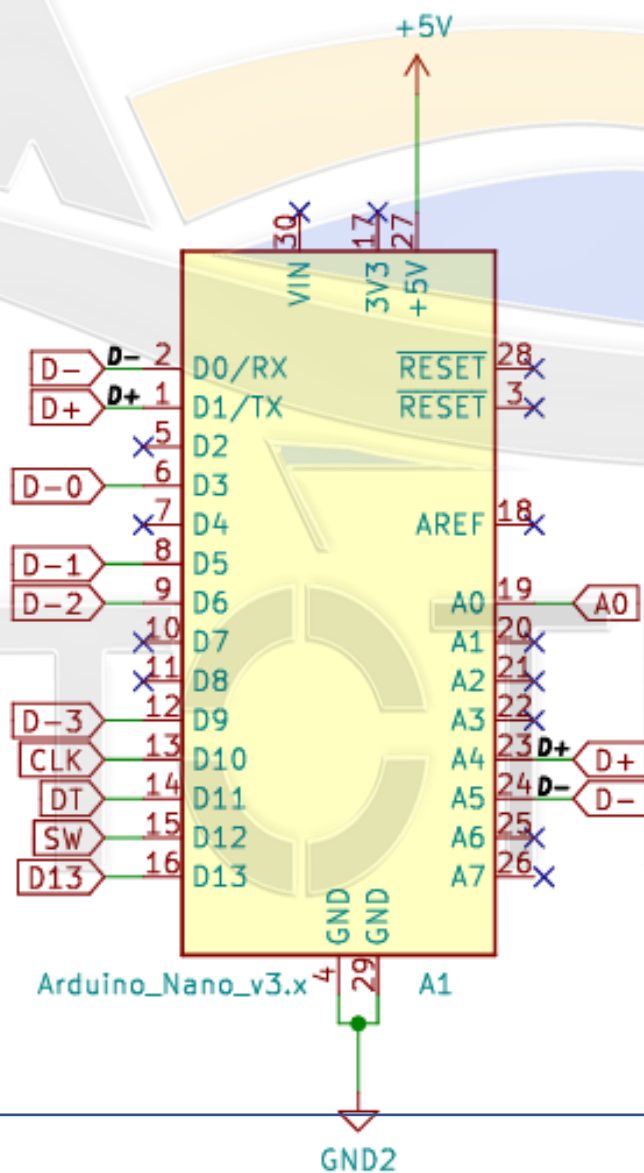 +5V
30 17 27
VIN 3V3 +5V
D- D- 2 D0/RX RESET 28
D+ D+ 1 D1/TX RESET 3
5 D2
D-0 6 D3
7 D4 AREF 18
D-1 8 D5
D-2 9 D6 A0 19 A0
10 D7 A1 20
11 D8 A2 21
D-3 12 D9 A3 22
CLK 13 D10 A4 23 D+ D+
DT 14 D11 A5 24 D- D-
SW 15 D12 A6 25
D13 16 D13 A7 26
GND GND
Arduino_Nano_v3.x 4 29 A1
GND2